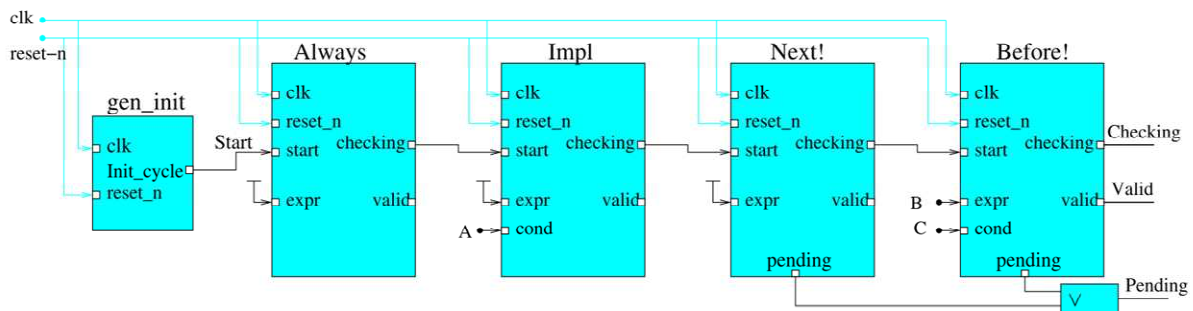 clk
reset-n
gen_init
clk
Init_cycle
reset_n
Start
Always
clk
reset_n
start
checking
expr
valid
Impl
clk
reset_n
start
checking
expr
valid
A
cond
Next!
clk
reset_n
start
checking
expr
valid
pending
Before!
clk
reset_n
start
checking
Checking
B
expr
valid
Valid
C
cond
pending
Pending
∨